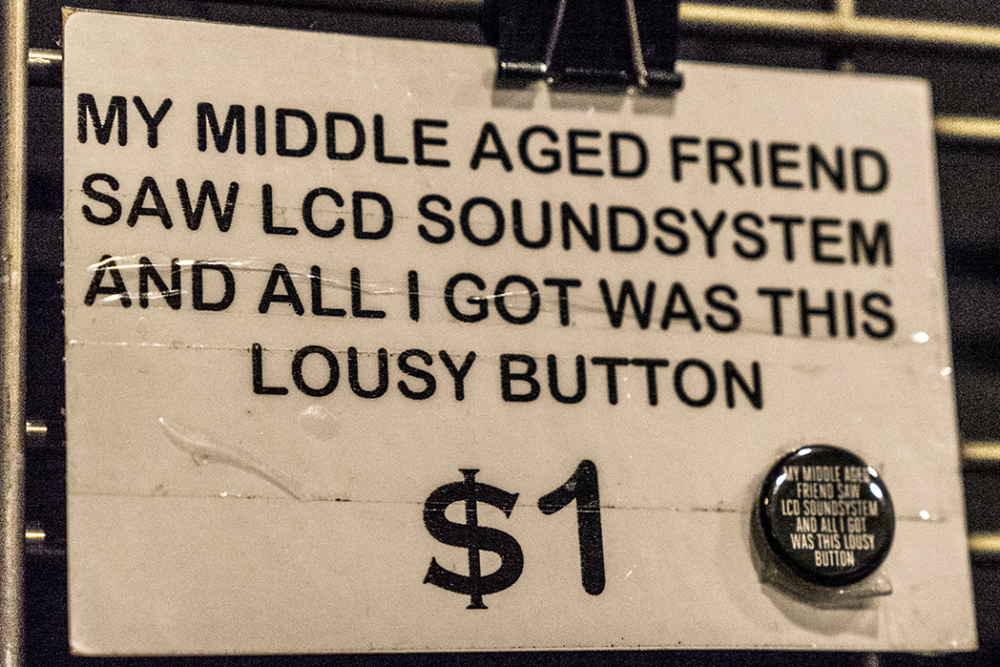 MY MIDDLE AGED FRIEND
SAW LCD SOUNDSYSTEM
AND ALL I GOT WAS THIS
LOUSY BUTTON
$1
MY MIDDLE AGED
FRIEND SAW
LCD SOUNDSYSTEM
AND ALL I GOT
WAS THIS LOUSY
BUTTON